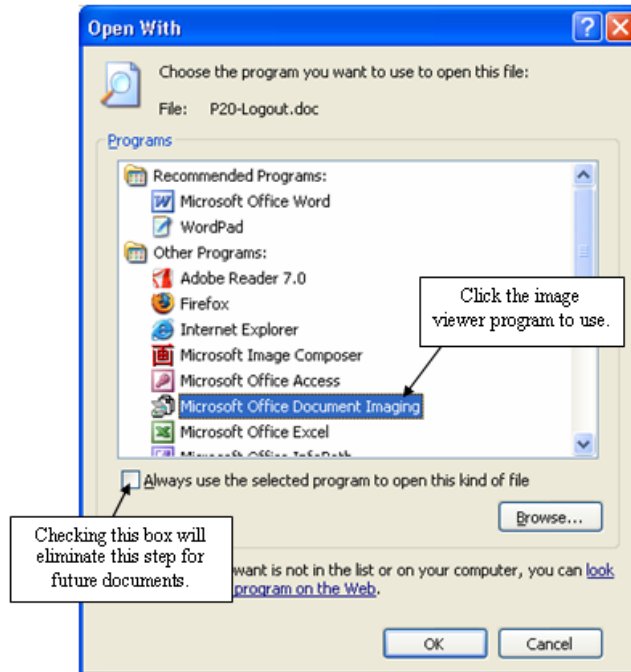 Open With
Choose the program you want to use to open this file:
File: P20-Logout.doc
Programs
Recommended Programs:
Microsoft Office Word
WordPad
Other Programs:
Adobe Reader 7.0
Firefox
Internet Explorer
Microsoft Image Composer
Microsoft Office Access
Microsoft Office Document Imaging
Microsoft Office Excel
Microsoft Office InfoPath
Click the image
viewer program to use.
Always use the selected program to open this kind of file
Browse...
Checking this box will
eliminate this step for
future documents.
want is not in the list or on your computer, you can look
program on the Web.
OK
Cancel